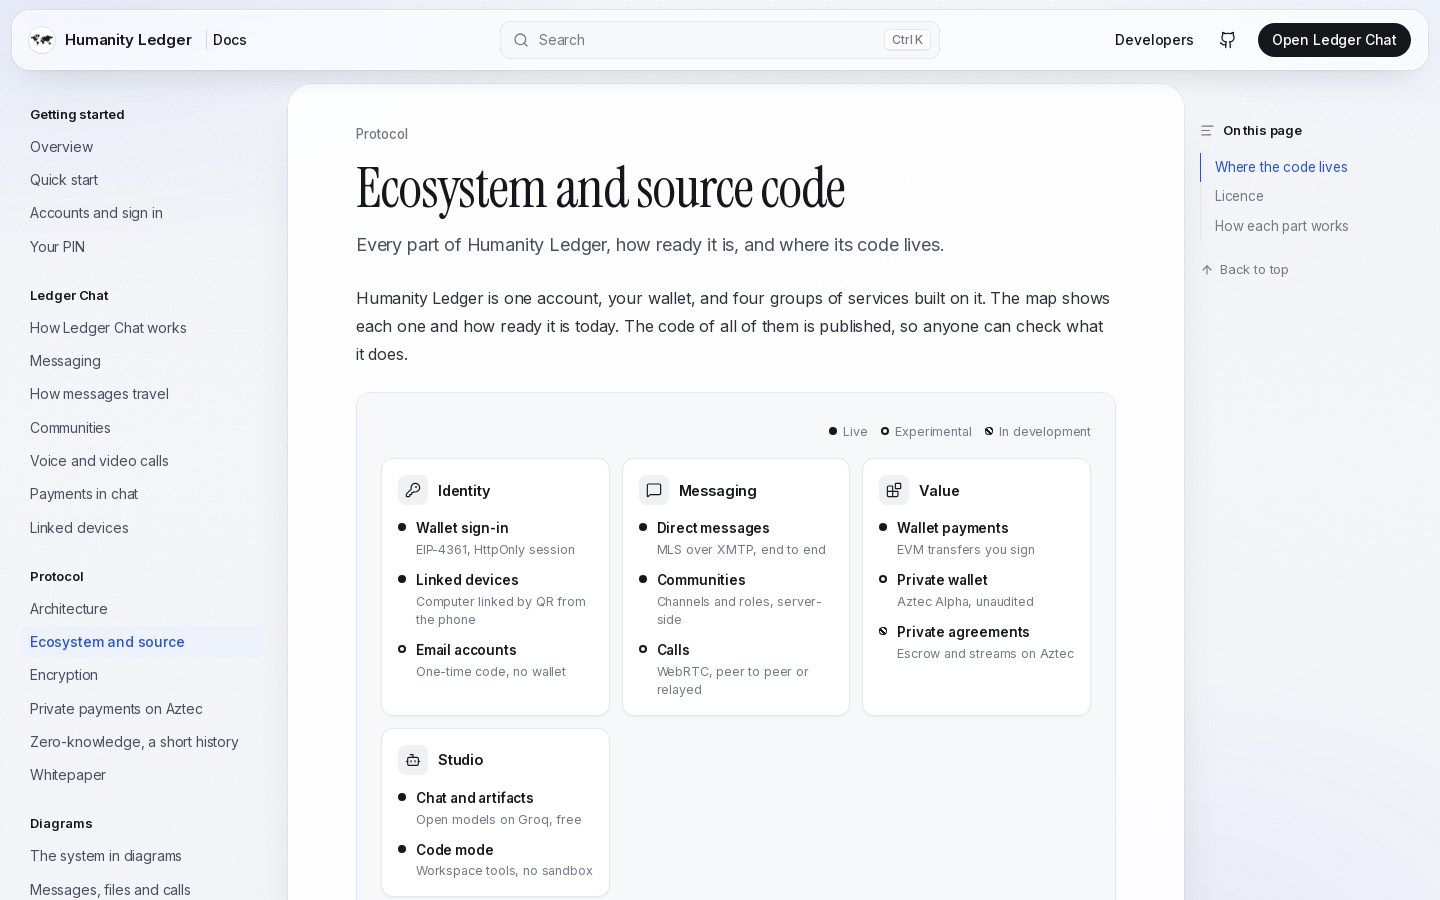 Humanity Ledger
Docs
Search
Ctrl K
Developers
Open Ledger Chat
Getting started
Overview
Quick start
Accounts and sign in
Your PIN
Ledger Chat
How Ledger Chat works
Messaging
How messages travel
Communities
Voice and video calls
Payments in chat
Linked devices
Protocol
Architecture
Ecosystem and source
Encryption
Private payments on Aztec
Zero-knowledge, a short history
Whitepaper
Diagrams
The system in diagrams
Messages, files and calls
Protocol
Ecosystem and source code
Every part of Humanity Ledger, how ready it is, and where its code lives.
Humanity Ledger is one account, your wallet, and four groups of services built on it. The map shows
each one and how ready it is today. The code of all of them is published, so anyone can check what
it does.
Live
Experimental
In development
Identity
Wallet sign-in
EIP-4361, HttpOnly session
Linked devices
Computer linked by QR from
the phone
Email accounts
One-time code, no wallet
Messaging
Direct messages
MLS over XMTP, end to end
Communities
Channels and roles, server-
side
Calls
WebRTC, peer to peer or
relayed
Value
Wallet payments
EVM transfers you sign
Private wallet
Aztec Alpha, unaudited
Private agreements
Escrow and streams on Aztec
Studio
Chat and artifacts
Open models on Groq, free
Code mode
Workspace tools, no sandbox
On this page
Where the code lives
Licence
How each part works
Back to top